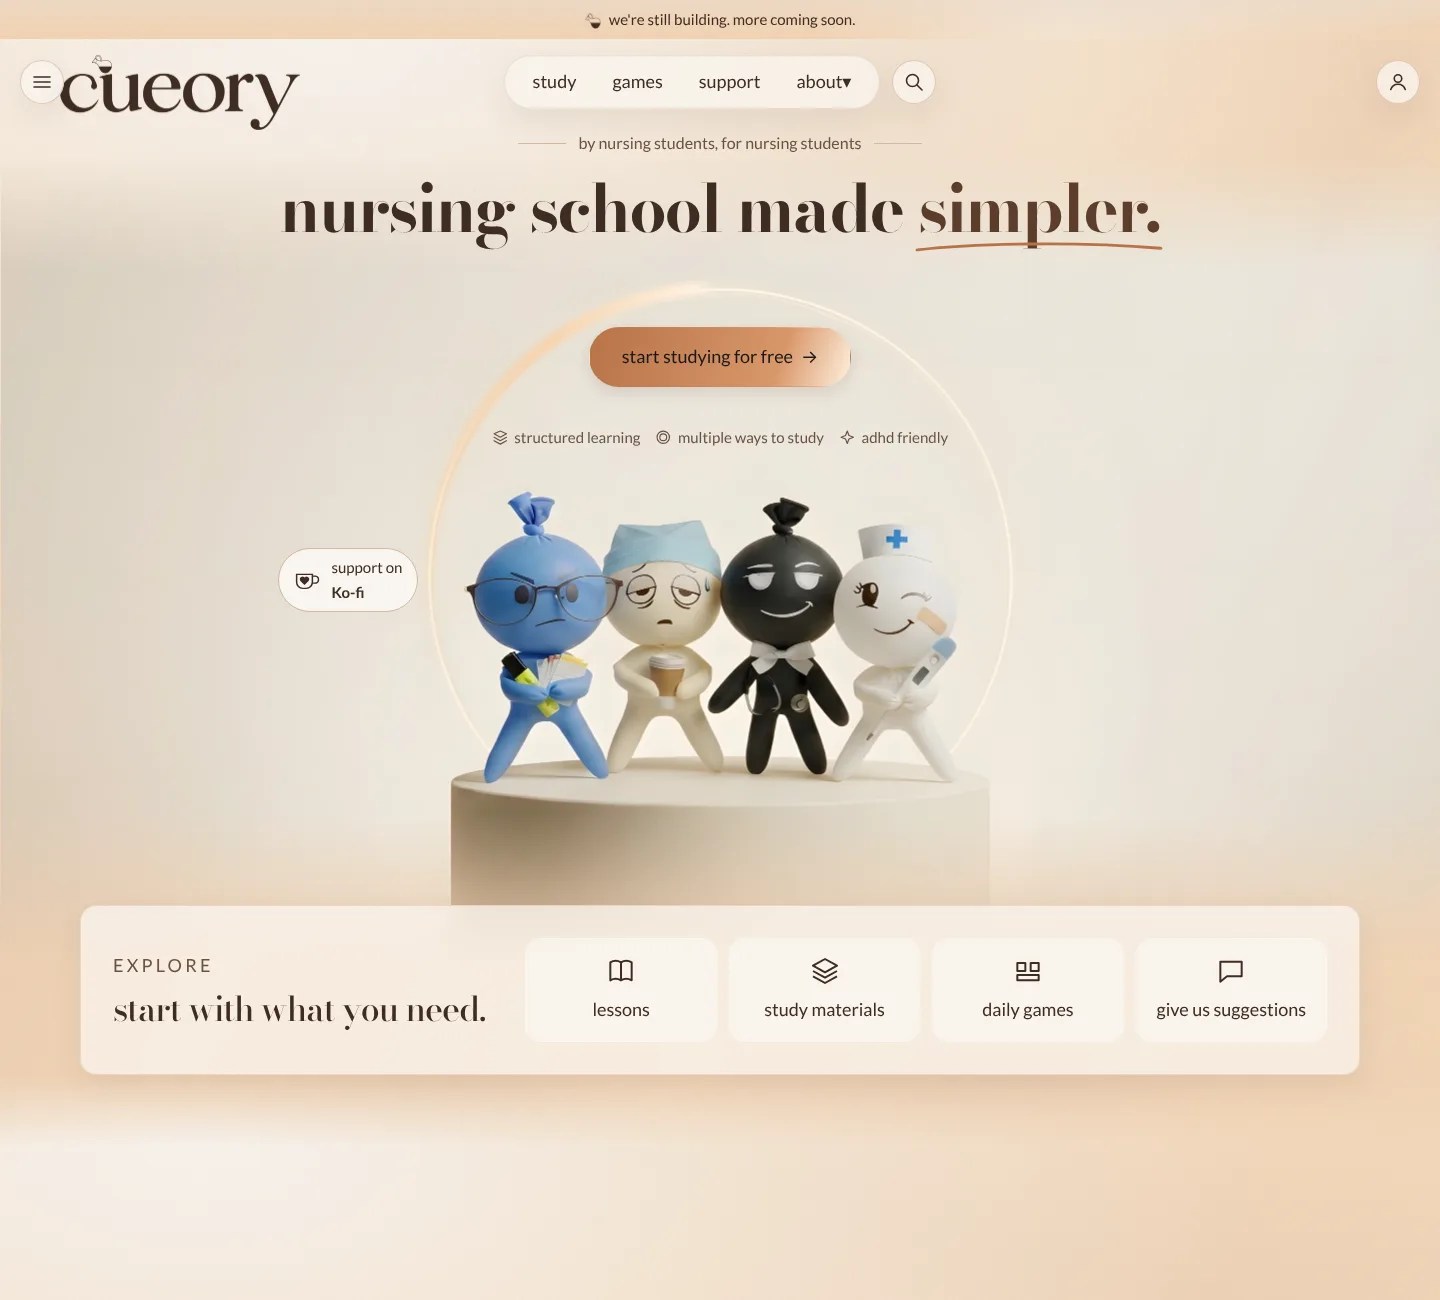 we're still building. more coming soon.
cueory
study games support about▾
by nursing students, for nursing students
nursing school made simpler.
start studying for free →
structured learning multiple ways to study adhd friendly
support on
Ko-fi
EXPLORE
start with what you need.
lessons
study materials
daily games
give us suggestions